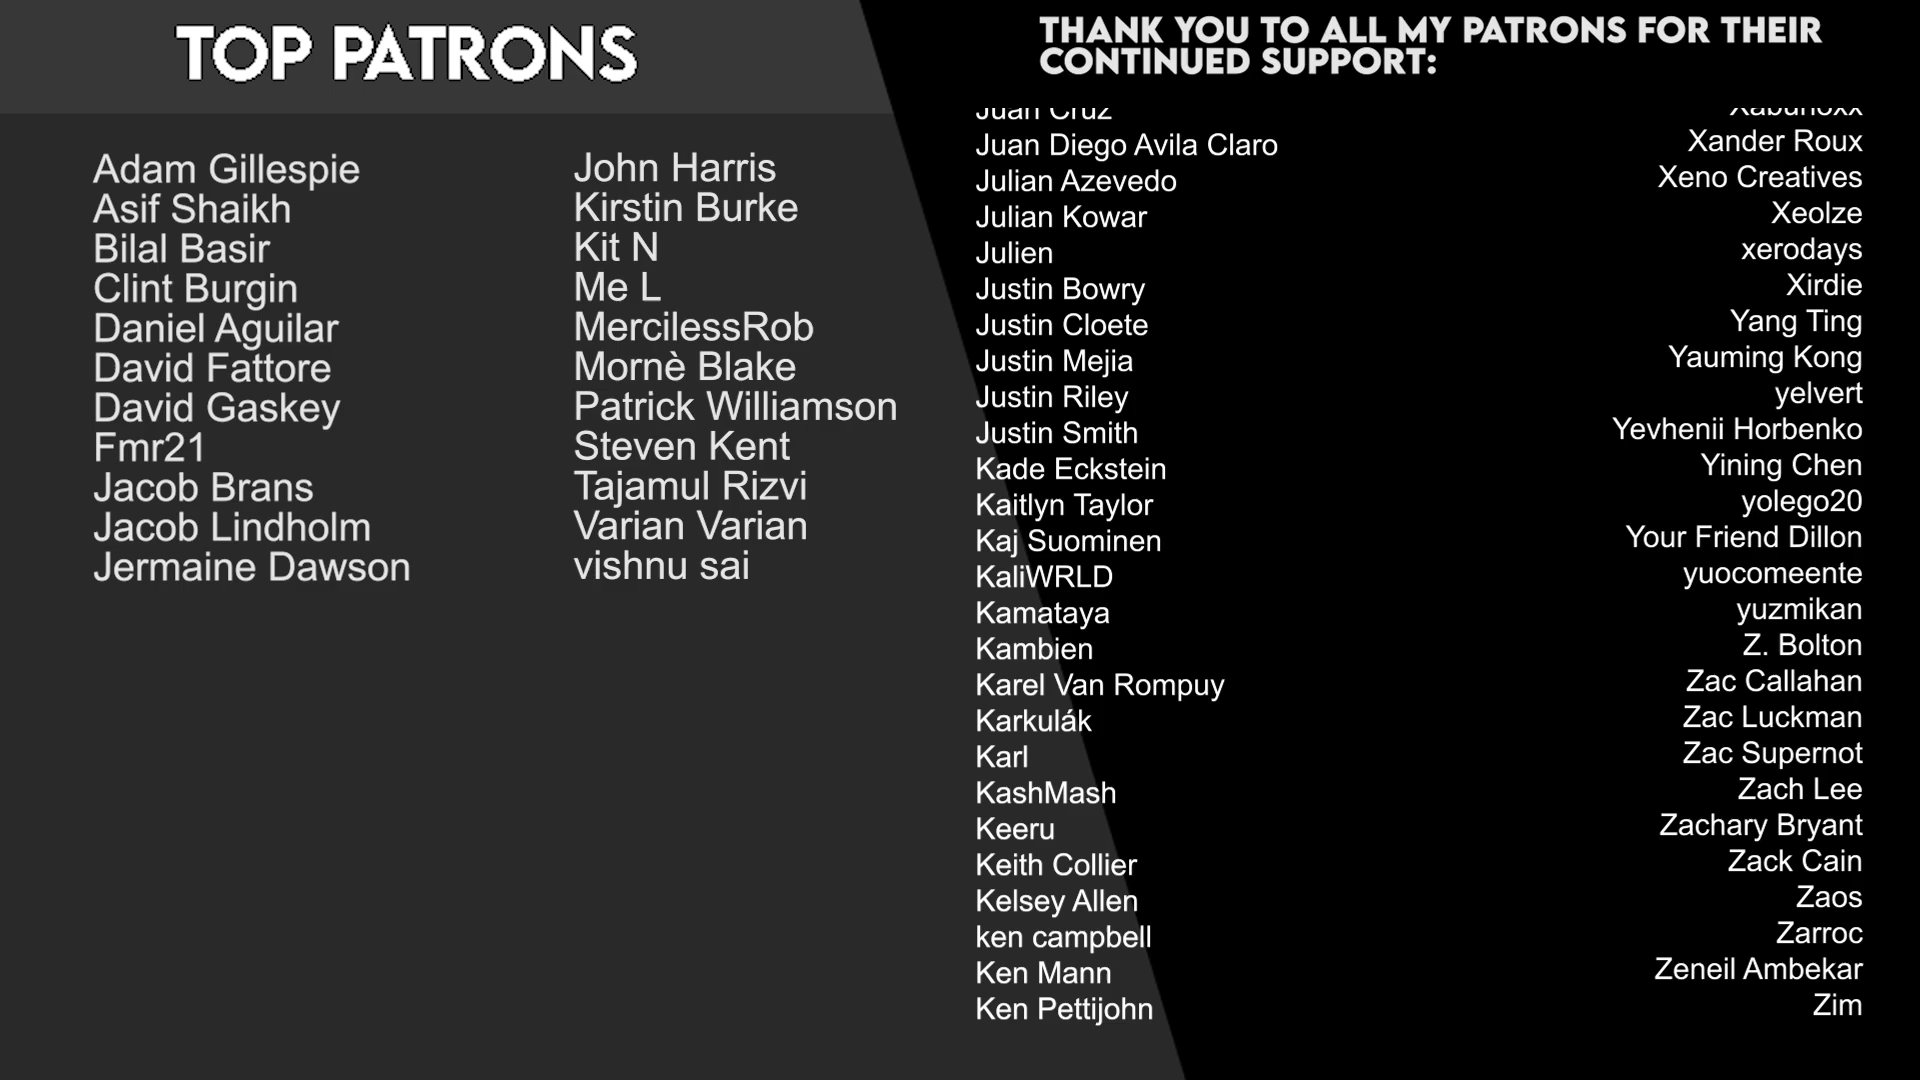 TOP PATRONS
Adam Gillespie
Asif Shaikh
Bilal Basir
Clint Burgin
Daniel Aguilar
David Fattore
David Gaskey
Fmr21
Jacob Brans
Jacob Lindholm
Jermaine Dawson
John Harris
Kirstin Burke
Kit N
Me L
MercilessRob
Mornè Blake
Patrick Williamson
Steven Kent
Tajamul Rizvi
Varian Varian
vishnu sai
THANK YOU TO ALL MY PATRONS FOR THEIR
CONTINUED SUPPORT:
Juan Cruz
Juan Diego Avila Claro
Julian Azevedo
Julian Kowar
Julien
Justin Bowry
Justin Cloete
Justin Mejia
Justin Riley
Justin Smith
Kade Eckstein
Kaitlyn Taylor
Kaj Suominen
KaliWRLD
Kamataya
Kambien
Karel Van Rompuy
Karkulák
Karl
KashMash
Keeru
Keith Collier
Kelsey Allen
ken campbell
Ken Mann
Ken Pettijohn
Xander Roux
Xeno Creatives
Xeolze
xerodays
Xirdie
Yang Ting
Yauming Kong
yelvert
Yevhenii Horbenko
Yining Chen
yolego20
Your Friend Dillon
yuocomeente
yuzmikan
Z. Bolton
Zac Callahan
Zac Luckman
Zac Supernot
Zach Lee
Zachary Bryant
Zack Cain
Zaos
Zarroc
Zeneil Ambekar
Zim